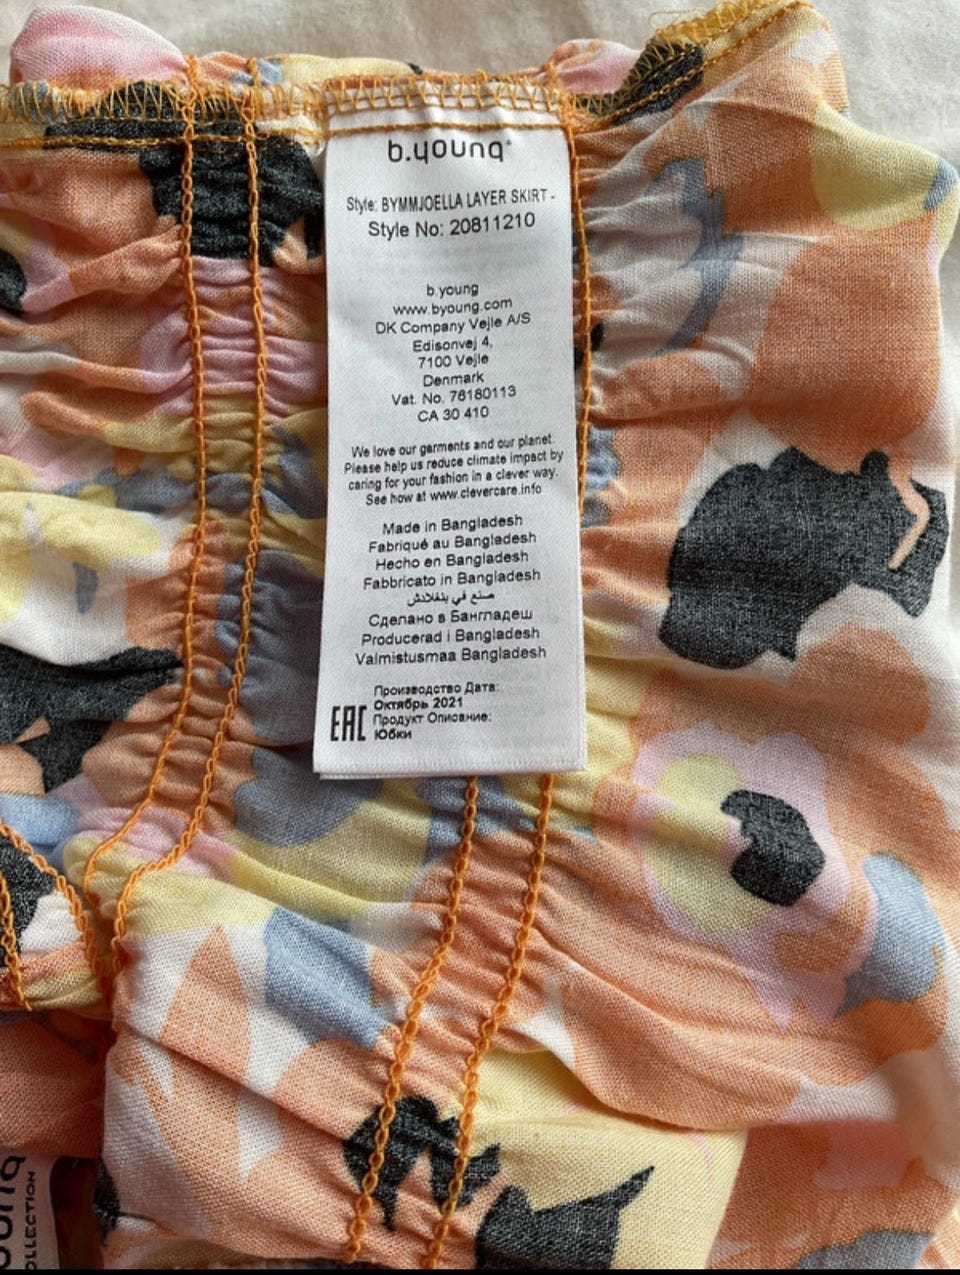 b.young
Style: BYMMJOELLA LAYER SKIRT -
Style No: 20811210
b.young
www.byoung.com
DK Company Vejle A/S
Edisonvej 4,
7100 Vejle
Denmark
Vat. No. 76180113
CA 30 410
We love our garments and our planet.
Please help us reduce climate impact by
caring for your fashion in a clever way.
See how at www.clevercare.info
Made in Bangladesh
Fabriqué au Bangladesh
Hecho en Bangladesh
Fabbricato in Bangladesh
صنع في بنغلادش
Сделано в Бангладеш
Producerad i Bangladesh
Valmistusmaa Bangladesh
Производство Дата:
Октябрь 2021
EAC Продукт Описание:
Юбки